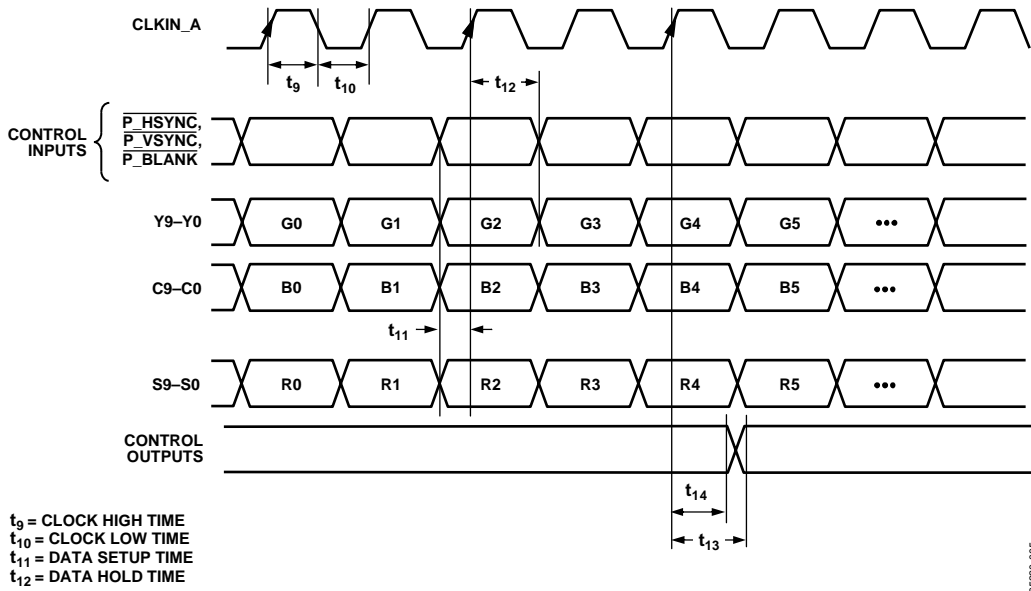 CLKIN_A
t9
t10
t12
CONTROL
INPUTS
P_HSYNC,
P_VSYNC,
P_BLANK
Y9–Y0 G0 G1 G2 G3 G4 G5 •••
C9–C0 B0 B1 B2 B3 B4 B5 •••
t11
S9–S0 R0 R1 R2 R3 R4 R5 •••
CONTROL
OUTPUTS
t14
t13
t9 = CLOCK HIGH TIME
t10 = CLOCK LOW TIME
t11 = DATA SETUP TIME
t12 = DATA HOLD TIME